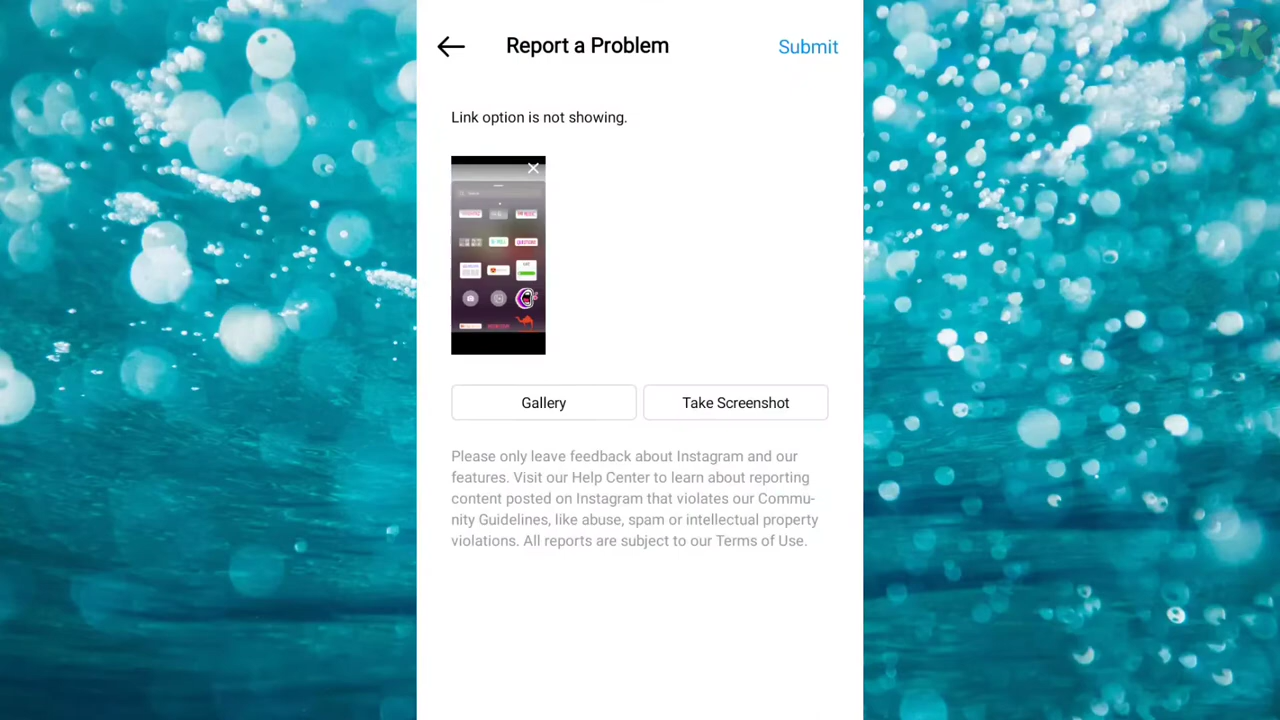 SK
Report a Problem
Submit
Link option is not showing.
QUESTIONS
Gallery
Take Screenshot
Please only leave feedback about Instagram and our
features. Visit our Help Center to learn about reporting
content posted on Instagram that violates our Commu-
nity Guidelines, like abuse, spam or intellectual property
violations. All reports are subject to our Terms of Use.